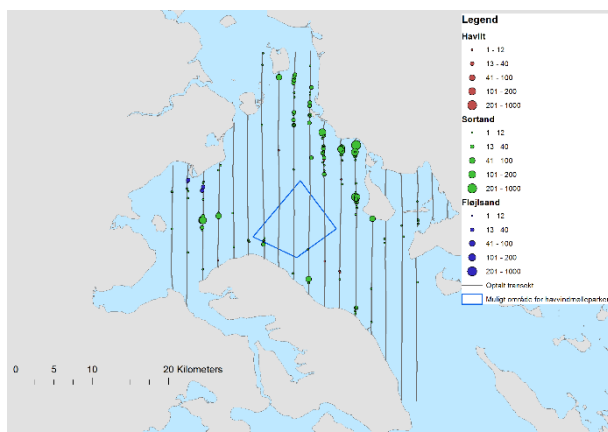 Legend
Havlit
1 - 12
13 - 40
41 - 100
101 - 200
201 - 1000
Sortand
1 - 12
13 - 40
41 - 100
101 - 200
201 - 1000
Fløjlsand
1 - 12
13 - 40
41 - 100
101 - 200
201 - 1000
Optalt transekt
Muligt område for havvindmølleparker
0 5 10 20 Kilometers